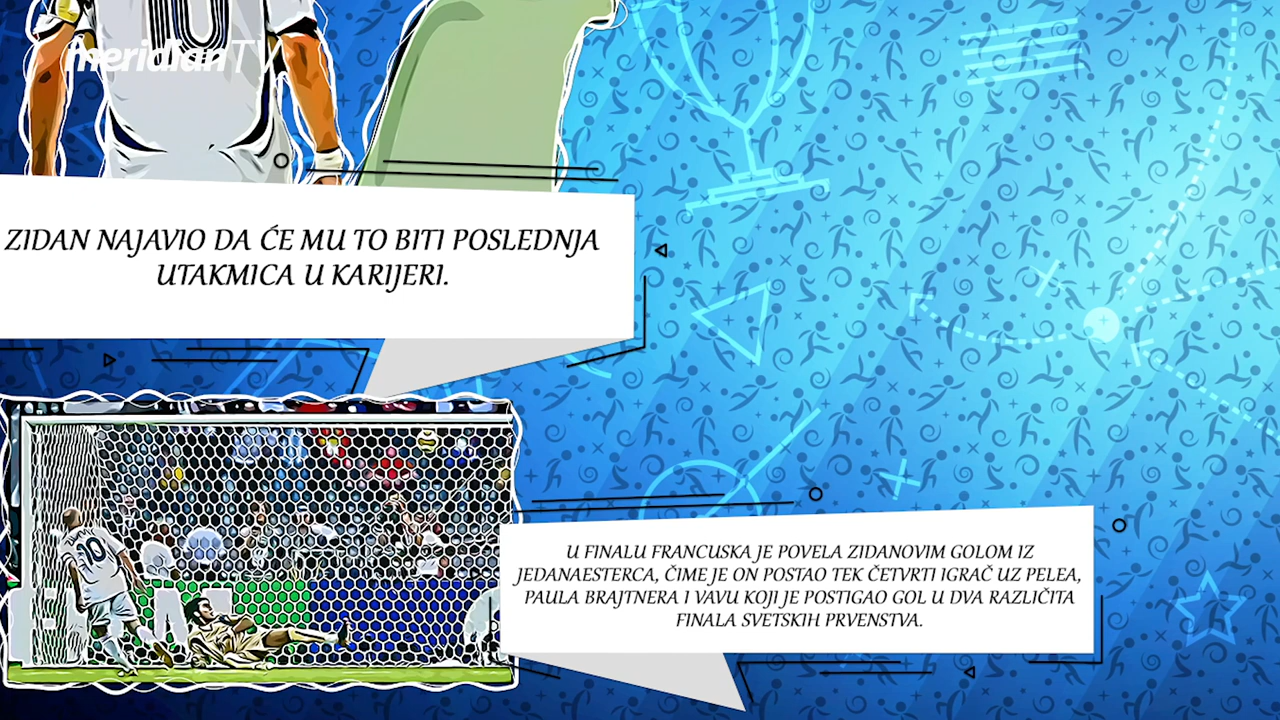 10
meridianTV
ZIDAN NAJAVIO DA ĆE MU TO BITI POSLEDNJA
UTAKMICA U KARIJERI.
10
U FINALU FRANCUSKA JE POVELA ZIDANOVIM GOLOM IZ
JEDANAESTERCA, ČIME JE ON POSTAO TEK ČETVRTI IGRAČ UZ PELEA,
PAULA BRAJTNERA I VAVU KOJI JE POSTIGAO GOL U DVA RAZLIČITA
FINALA SVETSKIH PRVENSTVA.